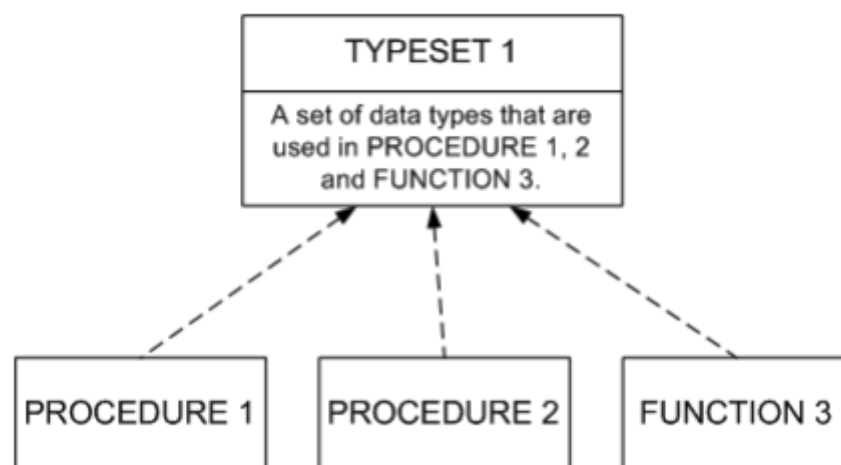 TYPESET 1
A set of data types that are
used in PROCEDURE 1, 2
and FUNCTION 3.
PROCEDURE 1
PROCEDURE 2
FUNCTION 3